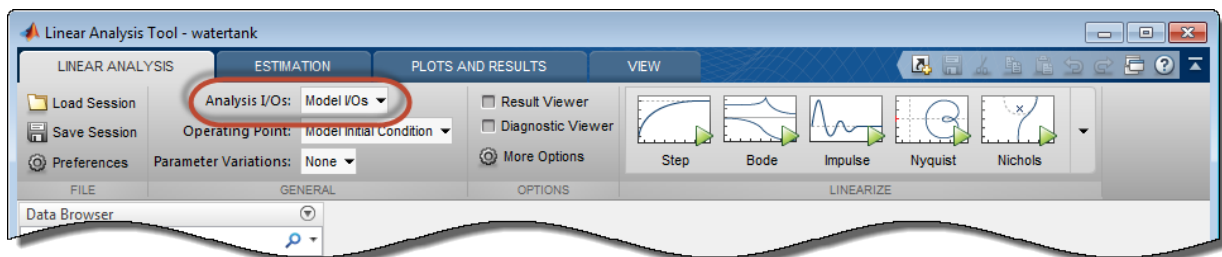 Linear Analysis Tool - watertank
LINEAR ANALYSIS ESTIMATION PLOTS AND RESULTS VIEW
Load Session
Save Session
Preferences
FILE
Analysis I/Os: Model I/Os
Operating Point: Model Initial Condition
Parameter Variations: None
GENERAL
Result Viewer
Diagnostic Viewer
More Options
OPTIONS
Step Bode Impulse Nyquist Nichols
LINEARIZE
Data Browser